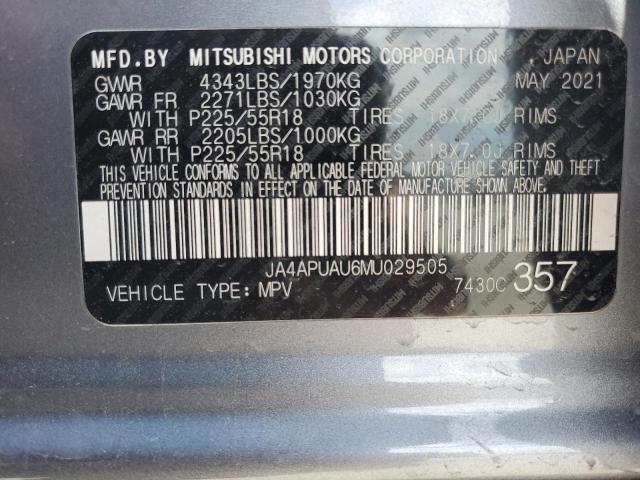 MFD.BY MITSUBISHI MOTORS CORPORATION, JAPAN
GVWR 4343LBS/1970KG MAY 2021
GAWR FR 2271LBS/1030KG
WITH P225/55R18 TIRES 18X7.0J RIMS
GAWR RR 2205LBS/1000KG
WITH P225/55R18 TIRES 18X7.0J RIMS
THIS VEHICLE CONFORMS TO ALL APPLICABLE FEDERAL MOTOR VEHICLE SAFETY AND THEFT
PREVENTION STANDARDS IN EFFECT ON THE DATE OF MANUFACTURE SHOWN ABOVE.
JA4APUAU6MU029505
VEHICLE TYPE: MPV 7430C 357